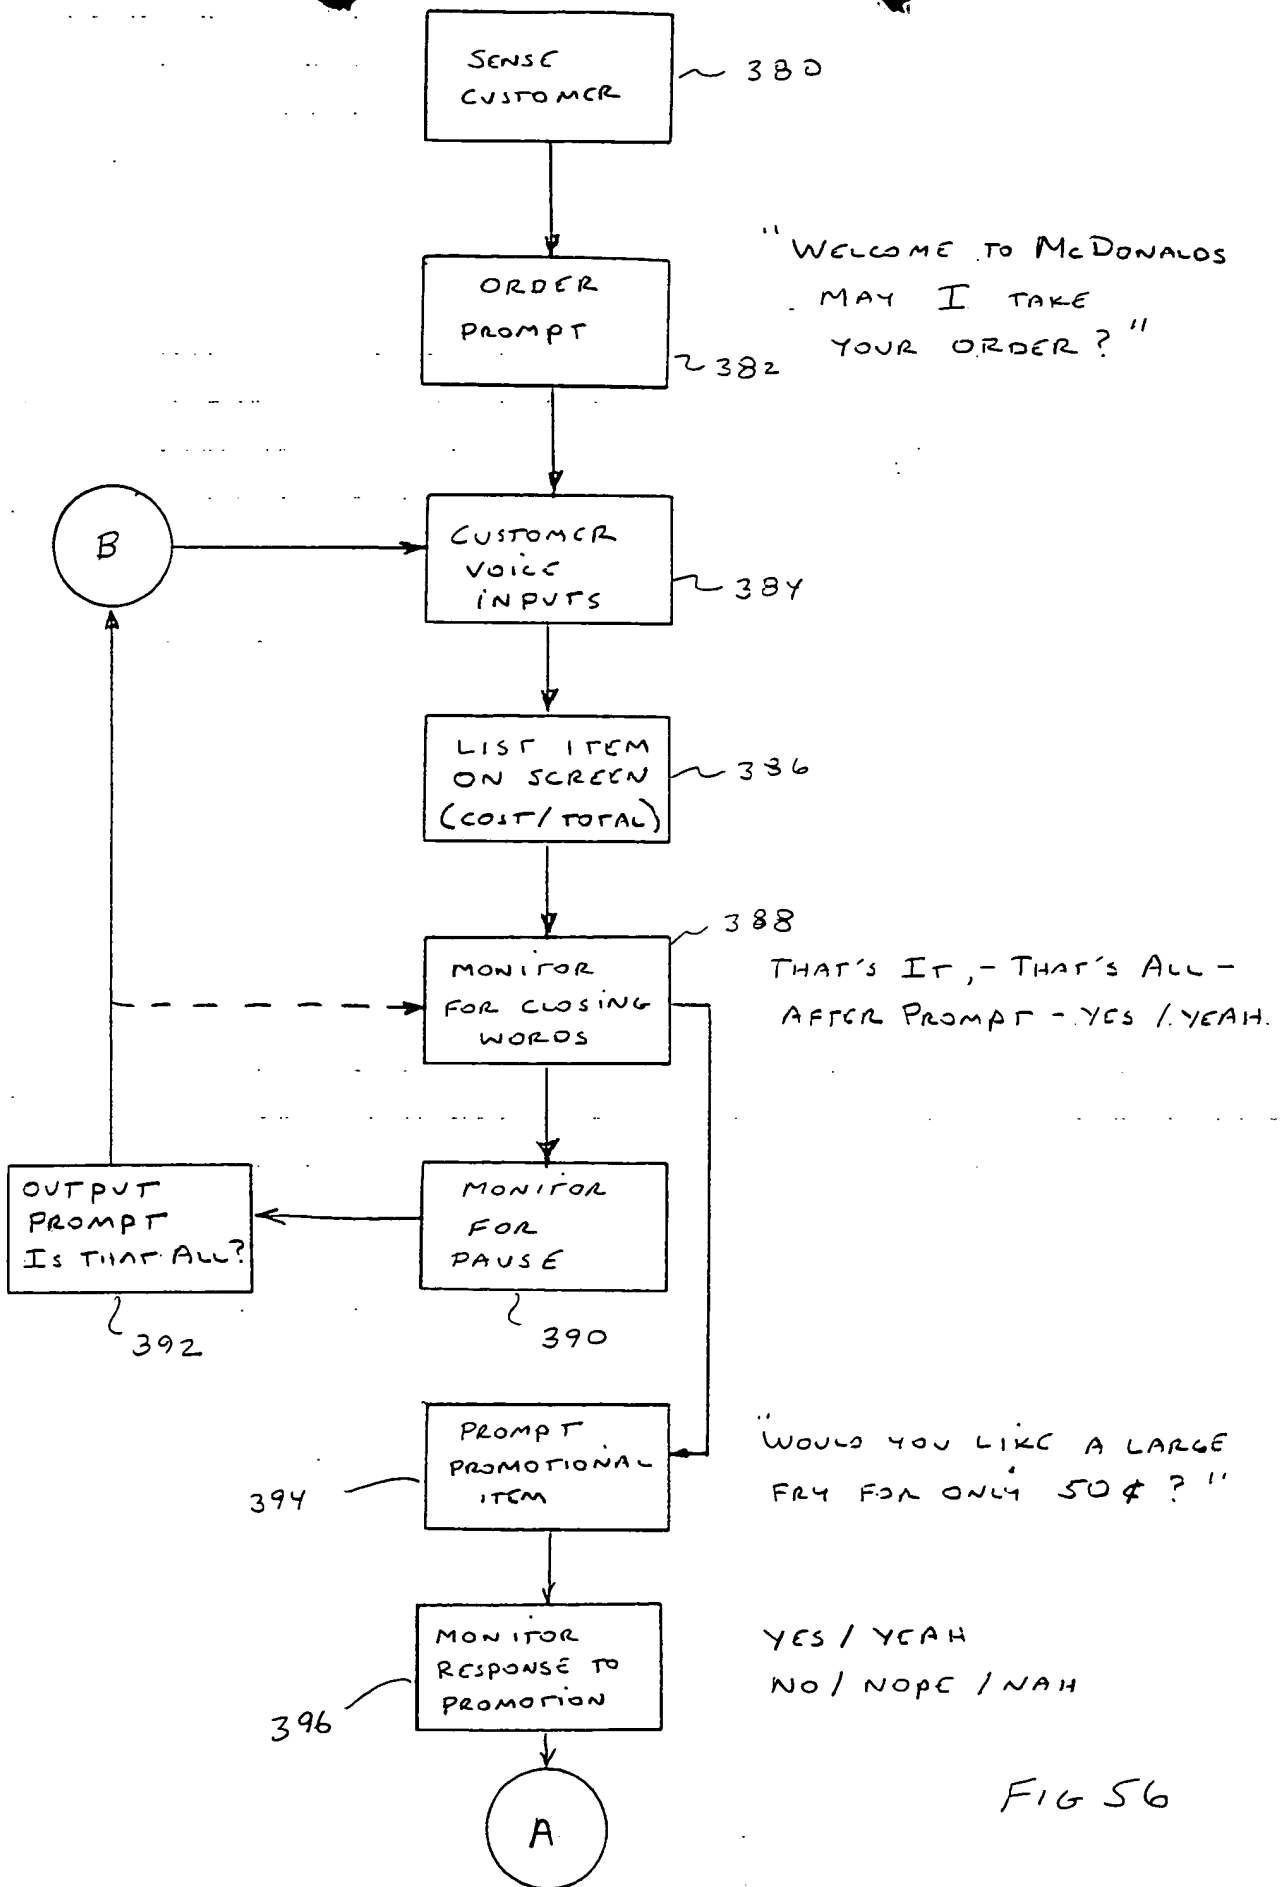 SENSE
CUSTOMER
380
ORDER
PROMPT
382
"WELCOME TO McDONALDS
MAY I TAKE
YOUR ORDER?"
B
CUSTOMER
VOICE
INPUTS
384
LIST ITEM
ON SCREEN
(COST/TOTAL)
386
MONITOR
FOR CLOSING
WORDS
388
THAT'S IT,- THAT'S ALL -
AFTER PROMPT - YES / YEAH.
OUTPUT
PROMPT
IS THAT ALL?
392
MONITOR
FOR
PAUSE
390
PROMPT
PROMOTIONAL
ITEM
394
"WOULD YOU LIKE A LARGE
FRY FOR ONLY 50¢?"
MONITOR
RESPONSE TO
PROMOTION
396
YES / YEAH
NO / NOPE / NAH
A
FIG 56